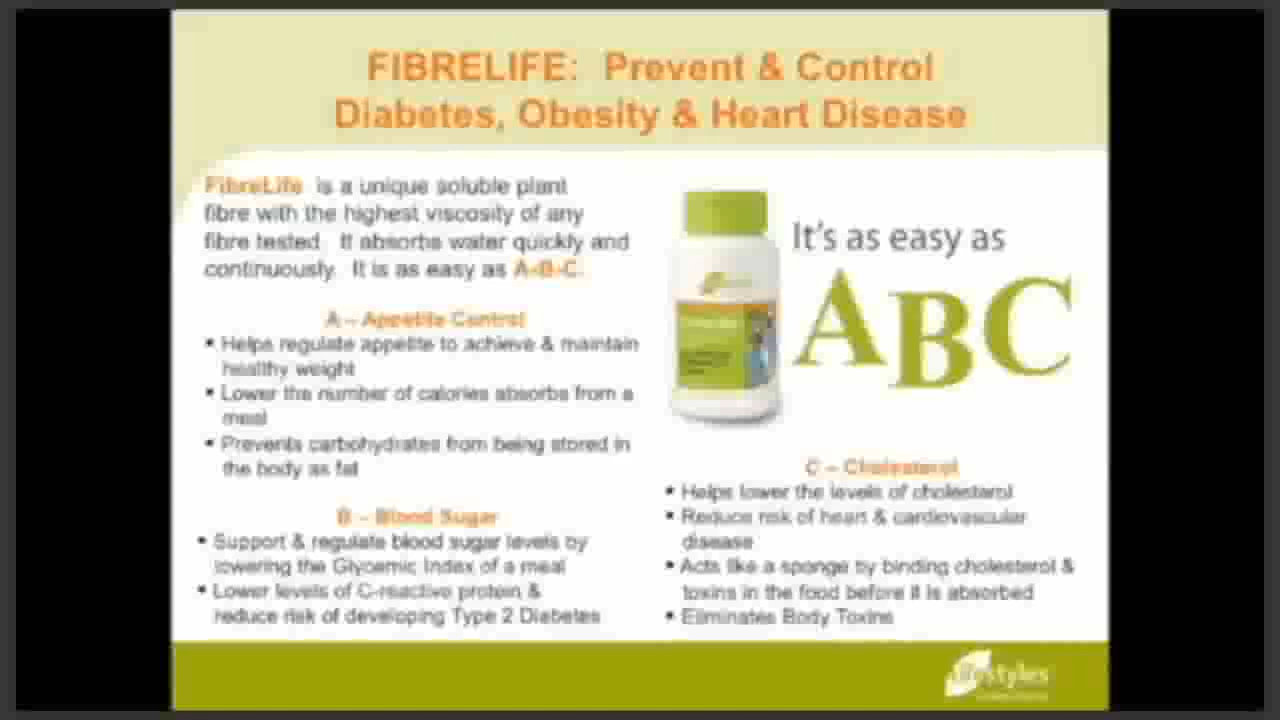 FIBRELIFE: Prevent & Control
Diabetes, Obesity & Heart Disease
FibreLife is a unique soluble plant
fibre with the highest viscosity of any
fibre tested. It absorbs water quickly and
continuously. It is as easy as A-B-C.
A – Appetite Control
▪ Helps regulate appetite to achieve & maintain
healthy weight
▪ Lower the number of calories absorbs from a
meal
▪ Prevents carbohydrates from being stored in
the body as fat
B – Blood Sugar
▪ Support & regulate blood sugar levels by
lowering the Glycemic Index of a meal
▪ Lower levels of C-reactive protein &
reduce risk of developing Type 2 Diabetes
It's as easy as
ABC
C – Cholesterol
▪ Helps lower the levels of cholesterol
▪ Reduce risk of heart & cardiovascular
disease
▪ Acts like a sponge by binding cholesterol &
toxins in the food before it is absorbed
▪ Eliminates Body Toxins
lifestyles